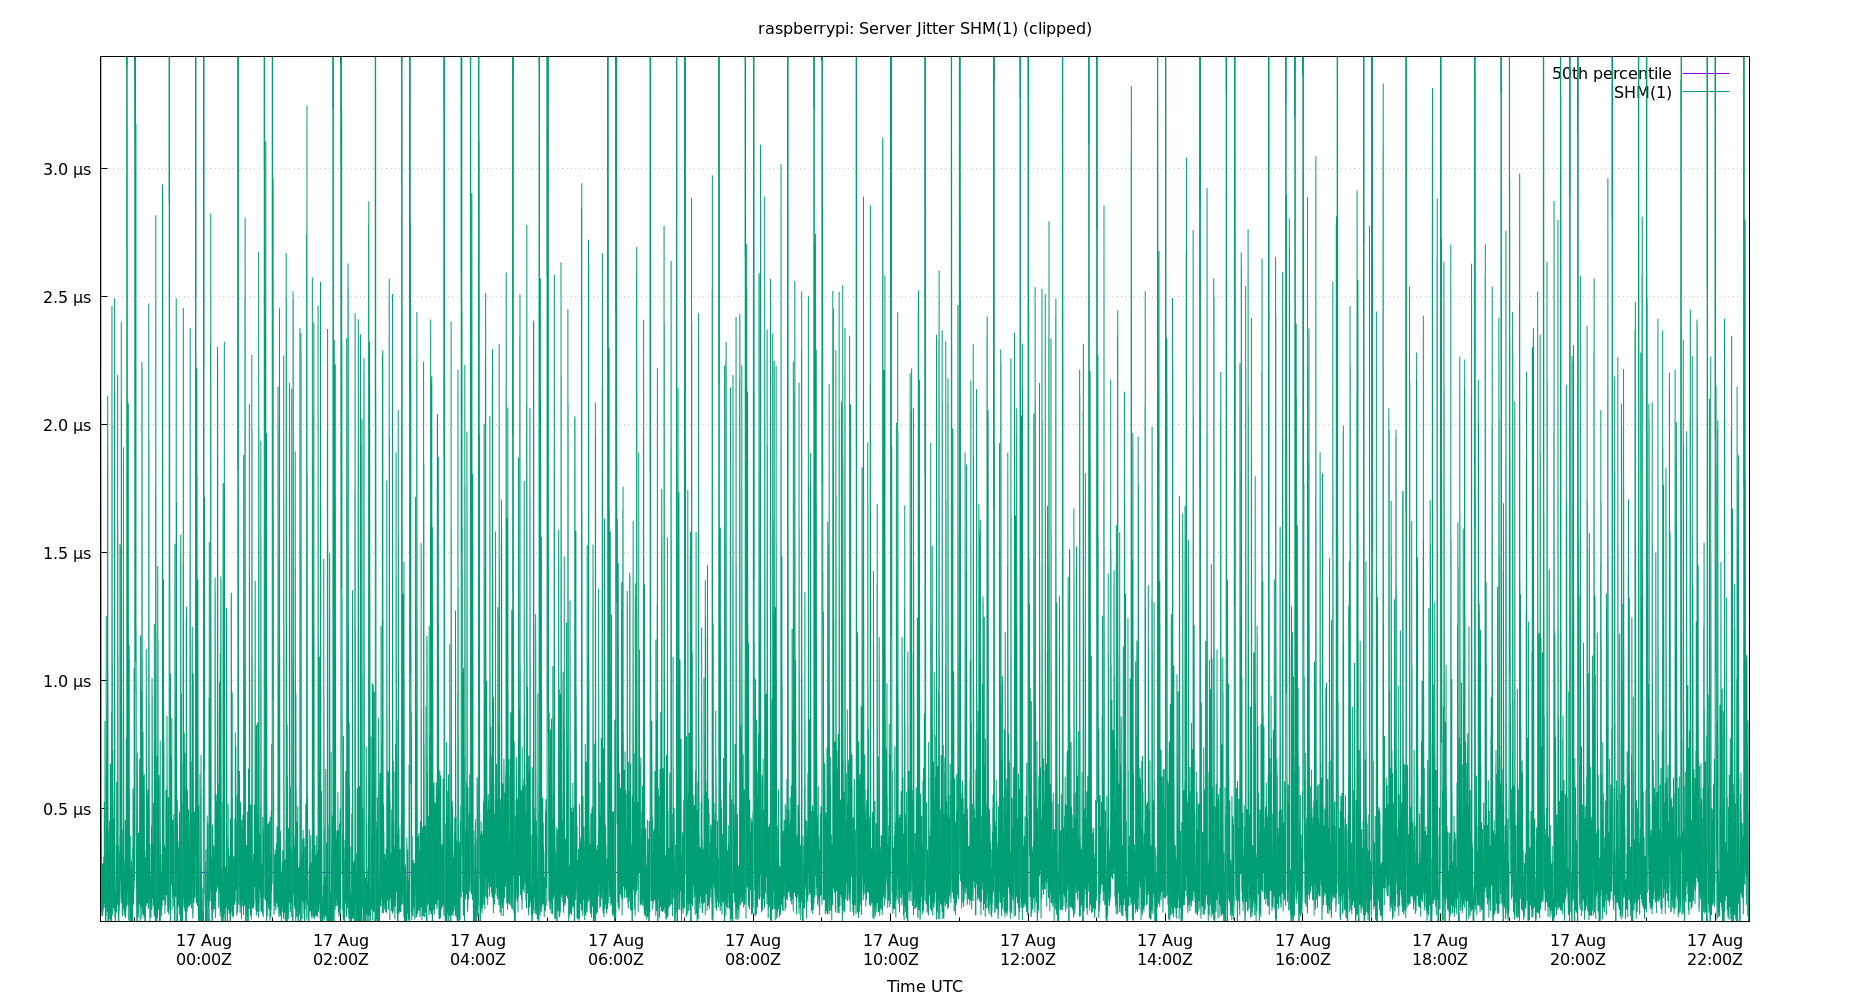 raspberrypi: Server Jitter SHM(1) (clipped)
50th percentile
SHM(1)
3.0 µs
2.5 µs
2.0 µs
1.5 µs
1.0 µs
0.5 µs
17 Aug 17 Aug 17 Aug 17 Aug 17 Aug 17 Aug 17 Aug 17 Aug 17 Aug 17 Aug 17 Aug 17 Aug
00:00Z 02:00Z 04:00Z 06:00Z 08:00Z 10:00Z 12:00Z 14:00Z 16:00Z 18:00Z 20:00Z 22:00Z
Time UTC